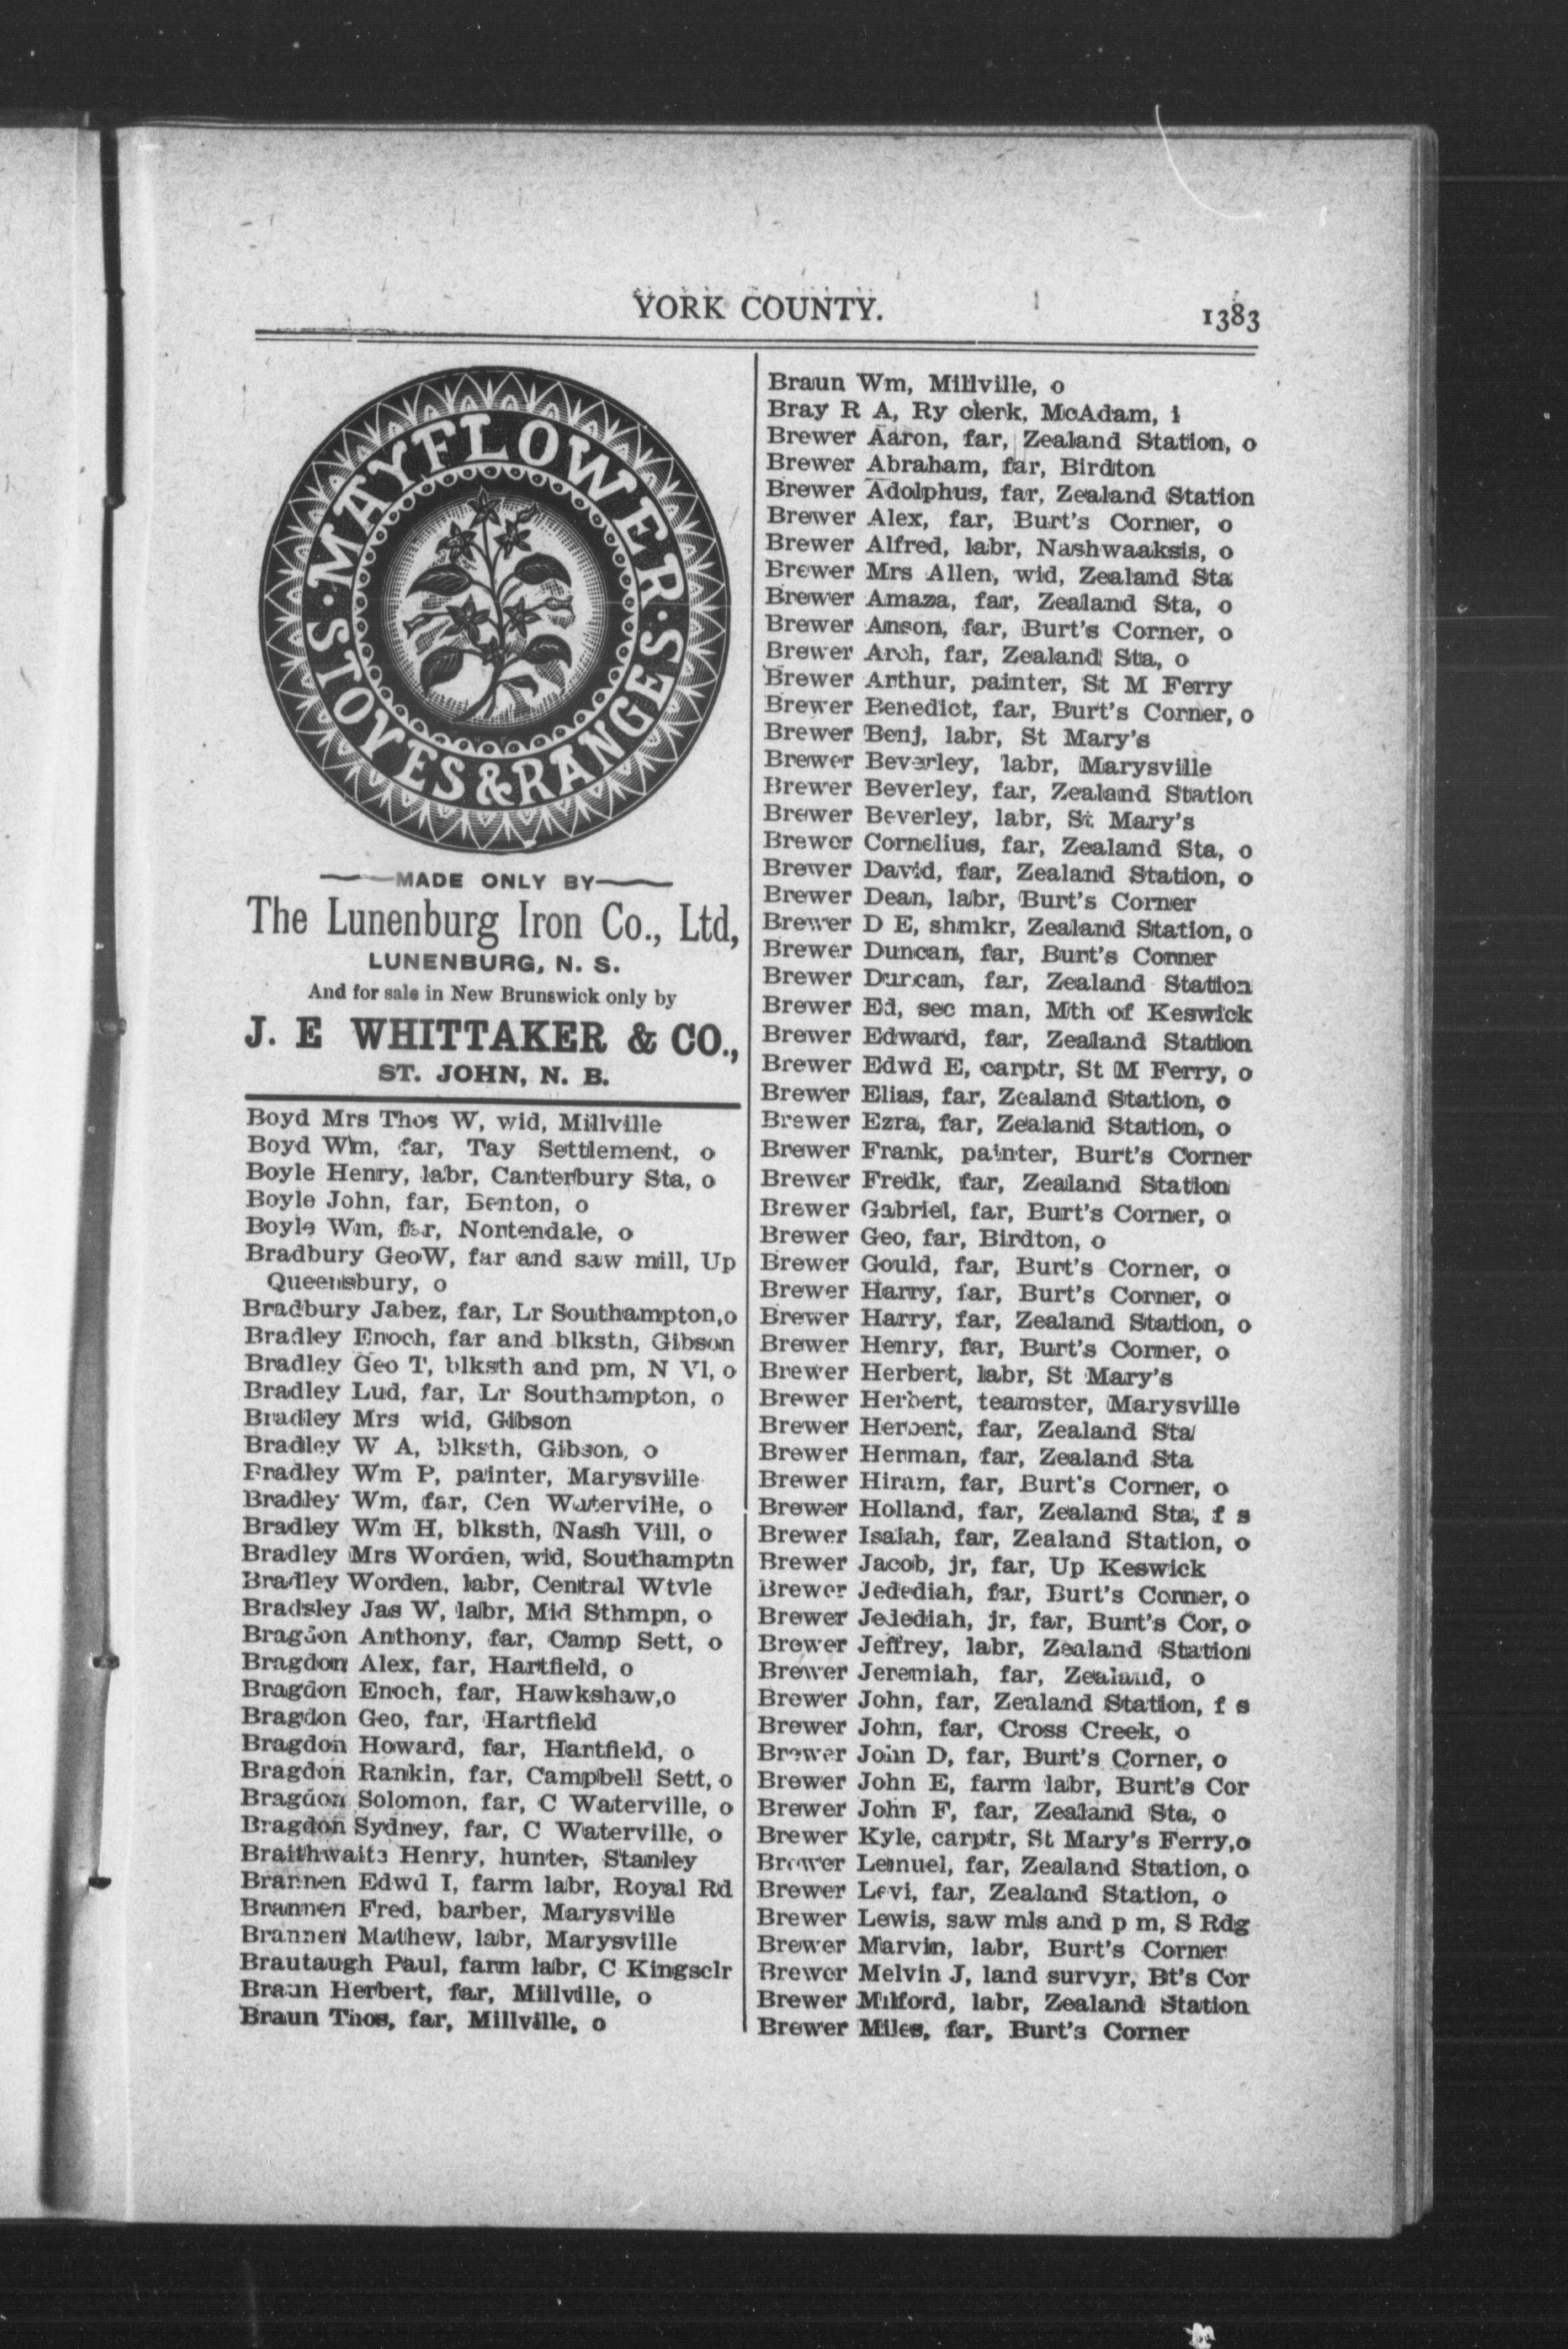 YORK COUNTY.
1383
MAYFLOWER
STOVES & RANGES
MADE ONLY BY
The Lunenburg Iron Co., Ltd,
LUNENBURG, N. S.
And for sale in New Brunswick only by
J. E WHITTAKER & CO.,
ST. JOHN, N. B.
Boyd Mrs Thos W, wid, Millville
Boyd Wm, far, Tay Settlement, o
Boyle Henry, labr, Canterbury Sta, o
Boyle John, far, Benton, o
Boyle Wm, far, Nortendale, o
Bradbury GeoW, far and saw mill, Up
Queensbury, o
Bradbury Jabez, far, Lr Southampton,o
Bradley Enoch, far and blksth, Gibson
Bradley Geo T, blksth and pm, N Vl, o
Bradley Lud, far, Lr Southampton, o
Bradley Mrs wid, Gibson
Bradley W A, blksth, Gibson, o
Bradley Wm P, painter, Marysville
Bradley Wm, far, Cen Waterville, o
Bradley Wm H, blksth, Nash Vill, o
Bradley Mrs Worden, wid, Southamptn
Bradley Worden, labr, Central Wtvle
Bradsley Jas W, labr, Mid Sthmpn, o
Bragdon Anthony, far, Camp Sett, o
Bragdon Alex, far, Hartfield, o
Bragdon Enoch, far, Hawkshaw,o
Bragdon Geo, far, Hartfield
Bragdon Howard, far, Hartfield, o
Bragdon Rankin, far, Campbell Sett, o
Bragdon Solomon, far, C Waterville, o
Bragdon Sydney, far, C Waterville, o
Braithwaite Henry, hunter, Stanley
Brannen Edwd I, farm labr, Royal Rd
Brannen Fred, barber, Marysville
Brannen Mathew, labr, Marysville
Brautaugh Paul, farm labr, C Kingsclr
Braun Herbert, far, Millville, o
Braun Thos, far, Millville, o
Braun Wm, Millville, o
Bray R A, Ry clerk, McAdam, i
Brewer Aaron, far, Zealand Station, o
Brewer Abraham, far, Birdton
Brewer Adolphus, far, Zealand Station
Brewer Alex, far, Burt's Corner, o
Brewer Alfred, labr, Nashwaaksis, o
Brewer Mrs Allen, wid, Zealand Sta
Brewer Amaza, far, Zealand Sta, o
Brewer Anson, far, Burt's Corner, o
Brewer Arch, far, Zealand Sta, o
Brewer Arthur, painter, St M Ferry
Brewer Benedict, far, Burt's Corner, o
Brewer Benj, labr, St Mary's
Brewer Beverley, labr, Marysville
Brewer Beverley, far, Zealand Station
Brewer Beverley, labr, St Mary's
Brewer Cornelius, far, Zealand Sta, o
Brewer David, far, Zealand Station, o
Brewer Dean, labr, Burt's Corner
Brewer D E, shmkr, Zealand Station, o
Brewer Duncan, far, Burt's Corner
Brewer Duncan, far, Zealand Station
Brewer Ed, sec man, Mth of Keswick
Brewer Edward, far, Zealand Station
Brewer Edwd E, carptr, St M Ferry, o
Brewer Elias, far, Zealand Station, o
Brewer Ezra, far, Zealand Station, o
Brewer Frank, painter, Burt's Corner
Brewer Fredk, far, Zealand Station
Brewer Gabriel, far, Burt's Corner, o
Brewer Geo, far, Birdton, o
Brewer Gould, far, Burt's Corner, o
Brewer Harry, far, Burt's Corner, o
Brewer Harry, far, Zealand Station, o
Brewer Henry, far, Burt's Corner, o
Brewer Herbert, labr, St Mary's
Brewer Herbert, teamster, Marysville
Brewer Herbert, far, Zealand Sta
Brewer Herman, far, Zealand Sta
Brewer Hiram, far, Burt's Corner, o
Brewer Holland, far, Zealand Sta, f s
Brewer Isaiah, far, Zealand Station, o
Brewer Jacob, jr, far, Up Keswick
Brewer Jedediah, far, Burt's Corner, o
Brewer Jedediah, jr, far, Burt's Cor, o
Brewer Jeffrey, labr, Zealand Station
Brewer Jeremiah, far, Zealand, o
Brewer John, far, Zealand Station, f s
Brewer John, far, Cross Creek, o
Brewer John D, far, Burt's Corner, o
Brewer John E, farm labr, Burt's Cor
Brewer John F, far, Zealand Sta, o
Brewer Kyle, carptr, St Mary's Ferry,o
Brewer Lemuel, far, Zealand Station, o
Brewer Levi, far, Zealand Station, o
Brewer Lewis, saw mls and p m, S Rdg
Brewer Marvin, labr, Burt's Corner
Brewer Melvin J, land survyr, Bt's Cor
Brewer Milford, labr, Zealand Station
Brewer Miles, far, Burt's Corner